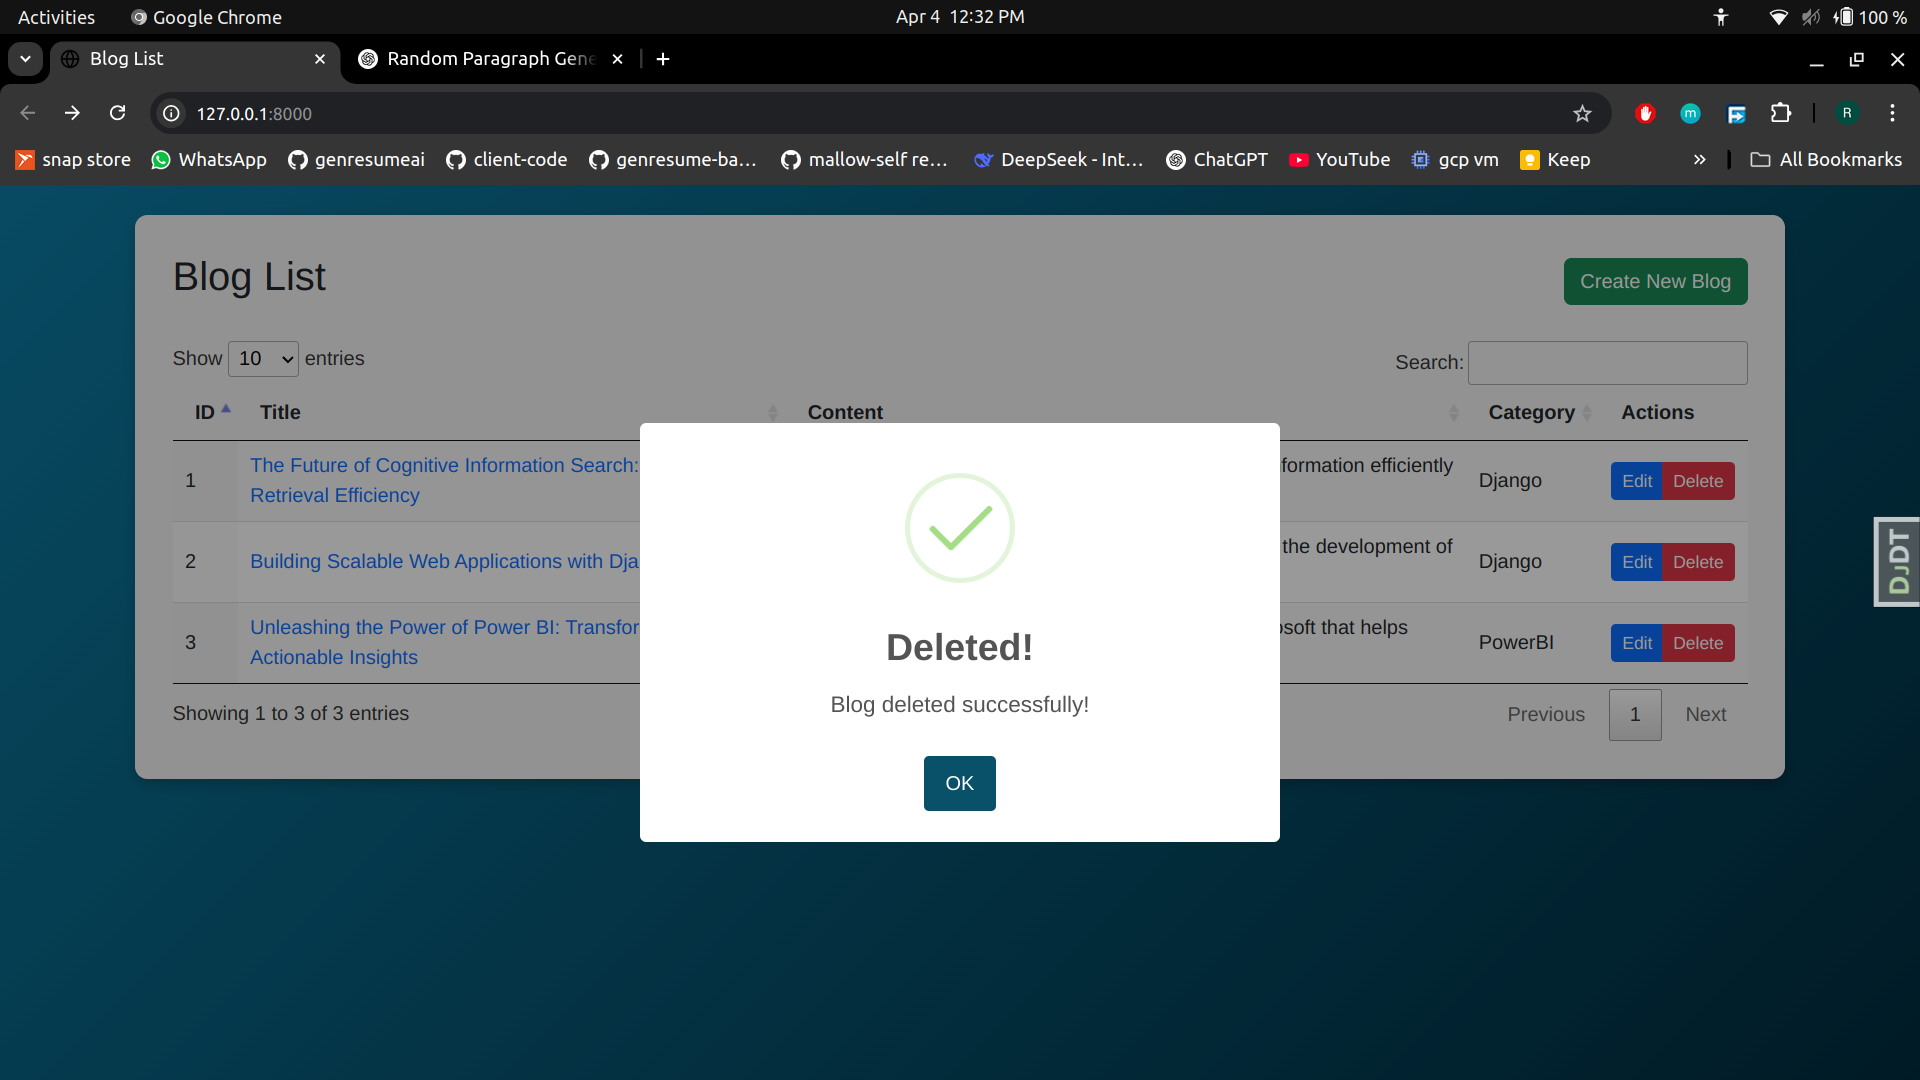 Activities Google Chrome Apr 4 12:32 PM 100 %
Blog List Random Paragraph Gene
127.0.0.1:8000 m R
snap store WhatsApp genresumeai client-code genresume-ba... mallow-self re... DeepSeek - Int... ChatGPT YouTube gcp vm Keep » All Bookmarks
Blog List
Create New Blog
Show 10 entries
Search:
ID Title Content Category Actions
1 The Future of Cognitive Information Search: formation efficiently Django Edit Delete
Retrieval Efficiency
2 Building Scalable Web Applications with Dja the development of Django Edit Delete
3 Unleashing the Power of Power BI: Transfor soft that helps PowerBI Edit Delete
Actionable Insights
Showing 1 to 3 of 3 entries
Previous 1 Next
Deleted!
Blog deleted successfully!
OK
DJDT